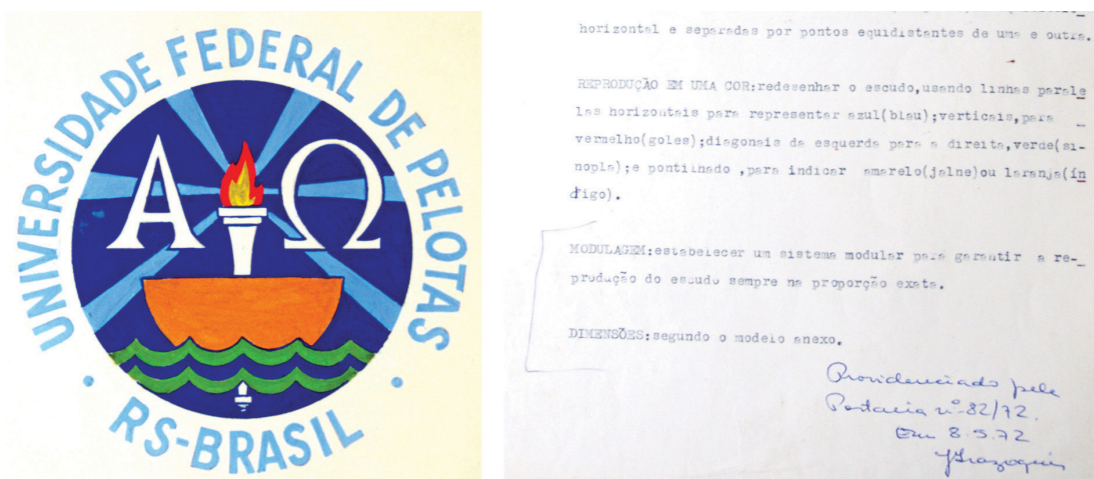 UNIVERSIDADE FEDERAL DE PELOTAS
RS-BRASIL
Α Ω
horizontal e separadas por pontos equidistantes de uma e outra.
REPRODUÇÃO EM UMA COR:redesenhar o escudo,usando linhas parale
las horizontais para representar azul(blau);verticais,para
vermelho(goles);diagonais da esquerda para a direita,verde(si-
nopla);e pontilhado ,para indicar amarelo(jalne)ou laranja(ín
digo).
MODULAGEM:estabelecer um sistema modular para garantir a re-
produção do escudo sempre na proporção exata.
DIMENSÕES:segundo o modelo anexo.
Providenciado pela
Portaria nº 82/72.
Em 8.5.72